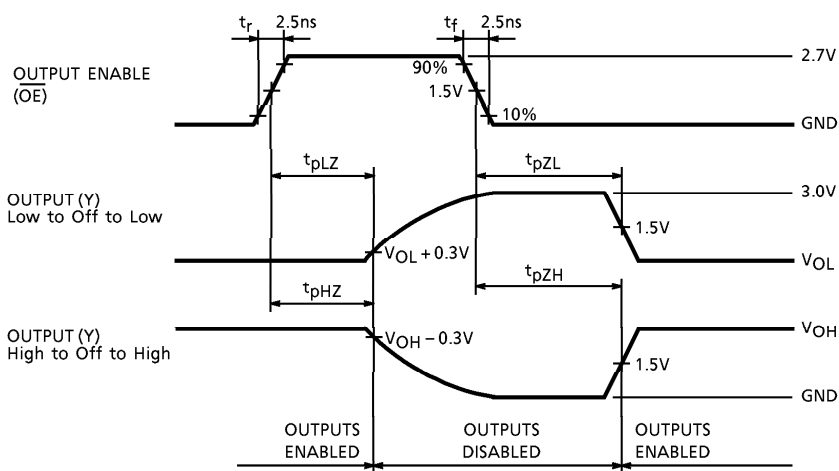 tr 2.5ns tf 2.5ns
2.7V
OUTPUT ENABLE
(OE)
90%
1.5V
10%
GND
tpLZ tpZL
OUTPUT (Y)
Low to Off to Low
3.0V
1.5V
VOL + 0.3V
VOL
tpHZ tpZH
OUTPUT (Y)
High to Off to High
VOH
VOH − 0.3V
1.5V
GND
OUTPUTS ENABLED
OUTPUTS DISABLED
OUTPUTS ENABLED